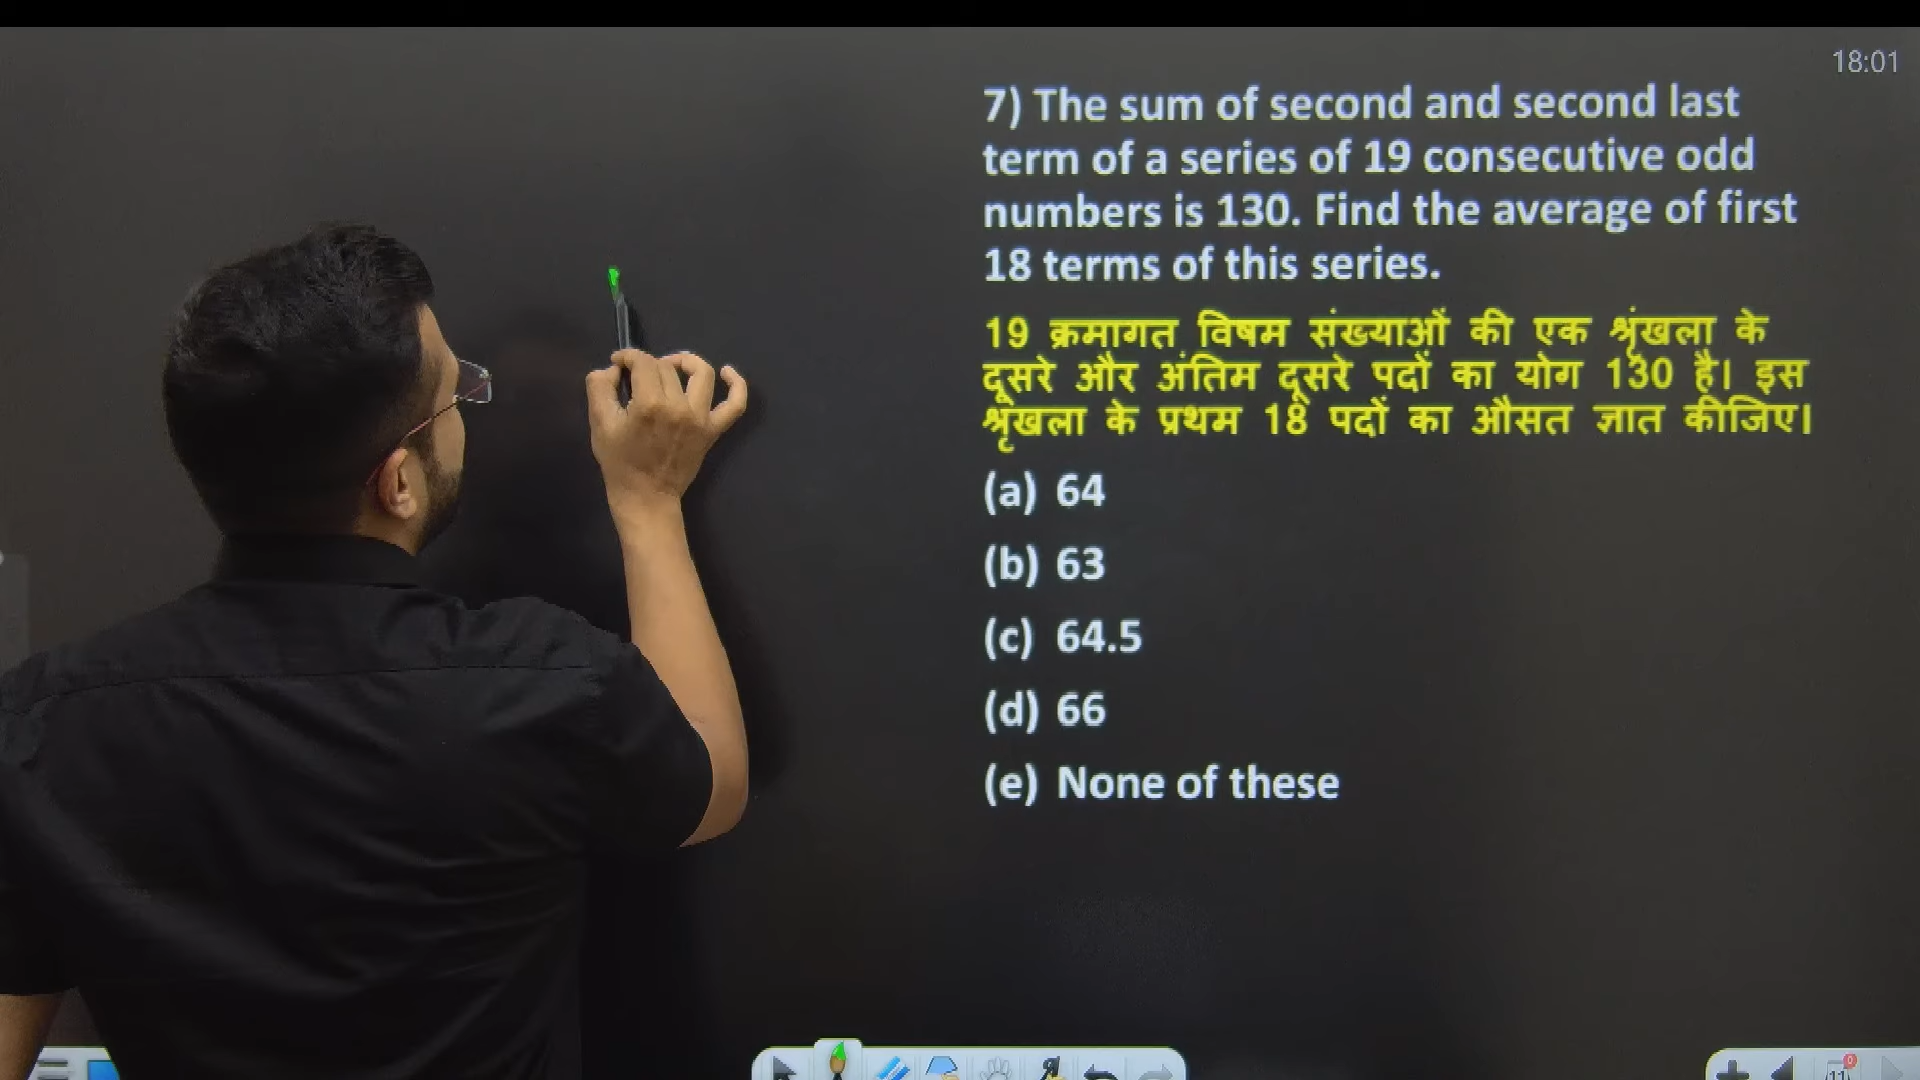 18:01
7) The sum of second and second last
term of a series of 19 consecutive odd
numbers is 130. Find the average of first
18 terms of this series.
19 क्रमागत विषम संख्याओं की एक श्रृंखला के
दूसरे और अंतिम दूसरे पदों का योग 130 है। इस
श्रृंखला के प्रथम 18 पदों का औसत ज्ञात कीजिए।
(a) 64
(b) 63
(c) 64.5
(d) 66
(e) None of these